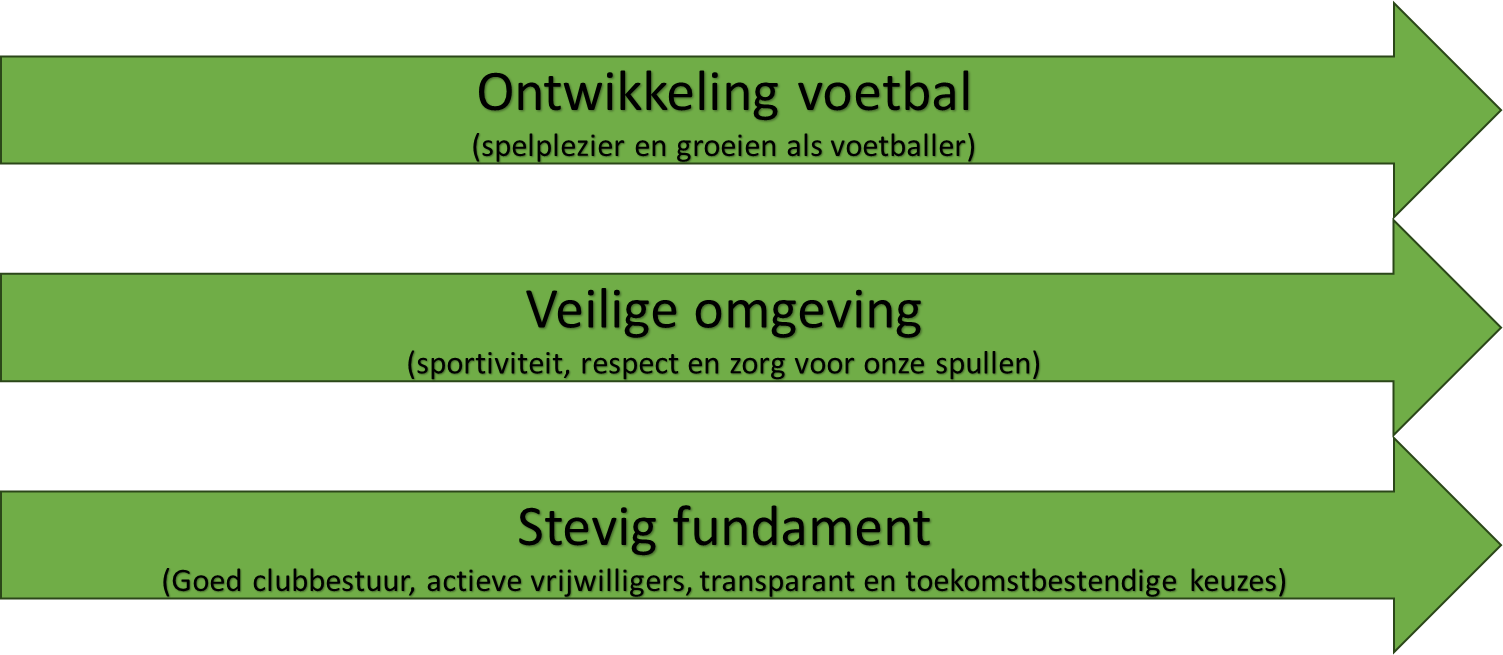 Ontwikkeling voetbal
(spelplezier en groeien als voetballer)
Veilige omgeving
(sportiviteit, respect en zorg voor onze spullen)
Stevig fundament
(Goed clubbestuur, actieve vrijwilligers, transparant en toekomstbestendige keuzes)